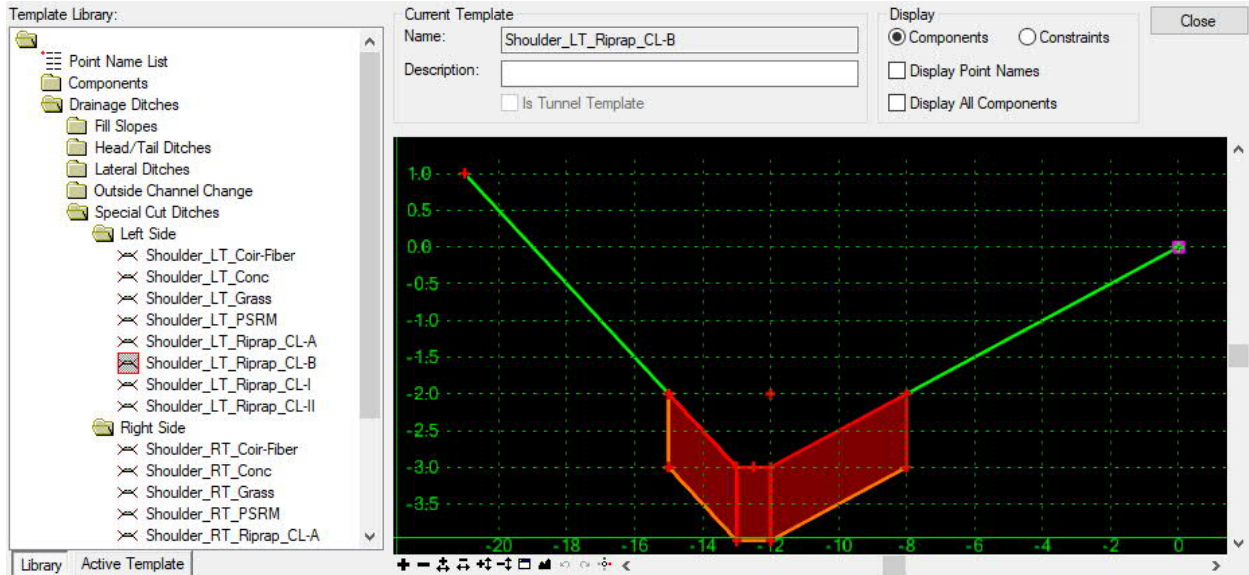 Template Library:
Point Name List
Components
Drainage Ditches
Fill Slopes
Head/Tail Ditches
Lateral Ditches
Outside Channel Change
Special Cut Ditches
Left Side
Shoulder_LT_Coir-Fiber
Shoulder_LT_Conc
Shoulder_LT_Grass
Shoulder_LT_PSRM
Shoulder_LT_Riprap_CL-A
Shoulder_LT_Riprap_CL-B
Shoulder_LT_Riprap_CL-I
Shoulder_LT_Riprap_CL-II
Right Side
Shoulder_RT_Coir-Fiber
Shoulder_RT_Conc
Shoulder_RT_Grass
Shoulder_RT_PSRM
Shoulder_RT_Riprap_CL-A
Library Active Template
Current Template
Name: Shoulder_LT_Riprap_CL-B
Description:
Is Tunnel Template
Display
Components Constraints
Display Point Names
Display All Components
Close
1.0
0.5
0.0
-0.5
-1.0
-1.5
-2.0
-2.5
-3.0
-3.5
-20 -18 -16 -14 -12 -10 -8 -6 -4 -2 0